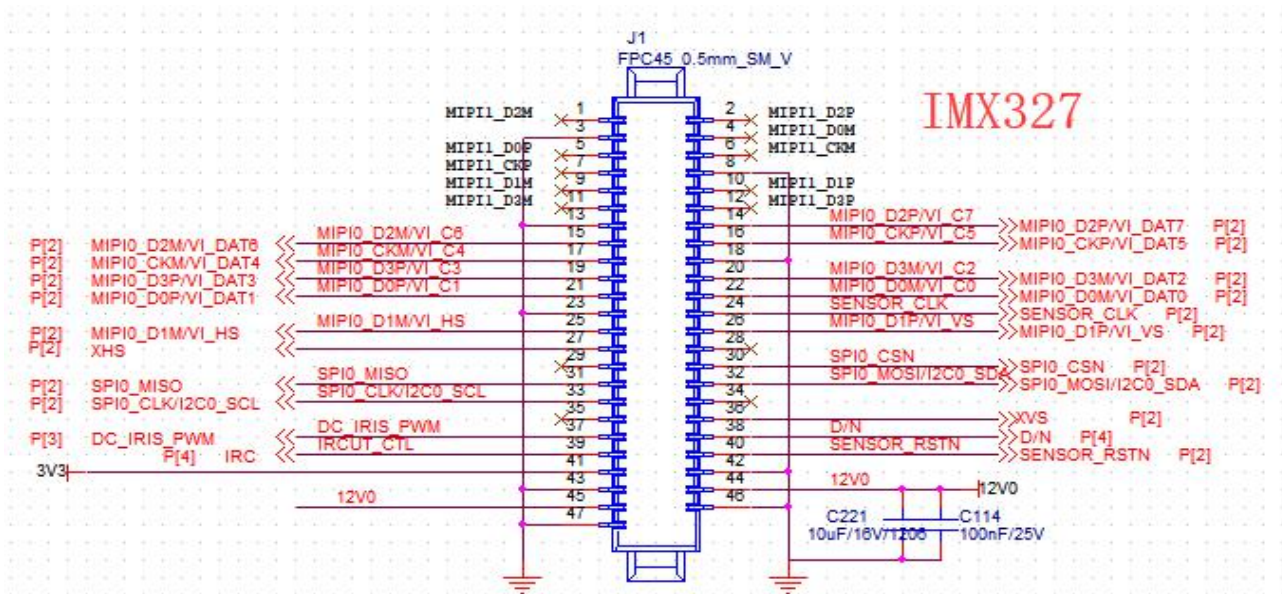 J1
FPC45_0.5mm_SM_V
IMX327
MIPI1_D2M 1 2 MIPI1_D2P
3 4 MIPI1_D0M
MIPI1_D0P 5 6 MIPI1_CKM
MIPI1_CKP 7 8
MIPI1_D1M 9 10 MIPI1_D1P
MIPI1_D3M 11 12 MIPI1_D3P
13 14 MIPI0_D2P/VI_C7 MIPI0_D2P/VI_DAT7 P[2]
P[2] MIPI0_D2M/VI_DAT6 MIPI0_D2M/VI_C6 15 16 MIPI0_CKP/VI_C5 MIPI0_CKP/VI_DAT5 P[2]
P[2] MIPI0_CKM/VI_DAT4 MIPI0_CKM/VI_C4 17 18
P[2] MIPI0_D3P/VI_DAT3 MIPI0_D3P/VI_C3 19 20 MIPI0_D3M/VI_C2 MIPI0_D3M/VI_DAT2 P[2]
P[2] MIPI0_D0P/VI_DAT1 MIPI0_D0P/VI_C1 21 22 MIPI0_D0M/VI_C0 MIPI0_D0M/VI_DAT0 P[2]
23 24 SENSOR_CLK SENSOR_CLK P[2]
P[2] MIPI0_D1M/VI_HS MIPI0_D1M/VI_HS 25 26 MIPI0_D1P/VI_VS MIPI0_D1P/VI_VS P[2]
P[2] XHS 27 28
29 30 SPI0_CSN SPI0_CSN P[2]
P[2] SPI0_MISO SPI0_MISO 31 32 SPI0_MOSI/I2C0_SDA SPI0_MOSI/I2C0_SDA P[2]
P[2] SPI0_CLK/I2C0_SCL SPI0_CLK/I2C0_SCL 33 34
35 36 XVS P[2]
P[3] DC_IRIS_PWM DC_IRIS_PWM 37 38 D/N D/N P[4]
P[4] IRC IRCUT_CTL 39 40 SENSOR_RSTN SENSOR_RSTN P[2]
3V3 41 42
43 44 12V0 12V0
12V0 45 46
47
C221 C114
10uF/16V/1206 100nF/25V